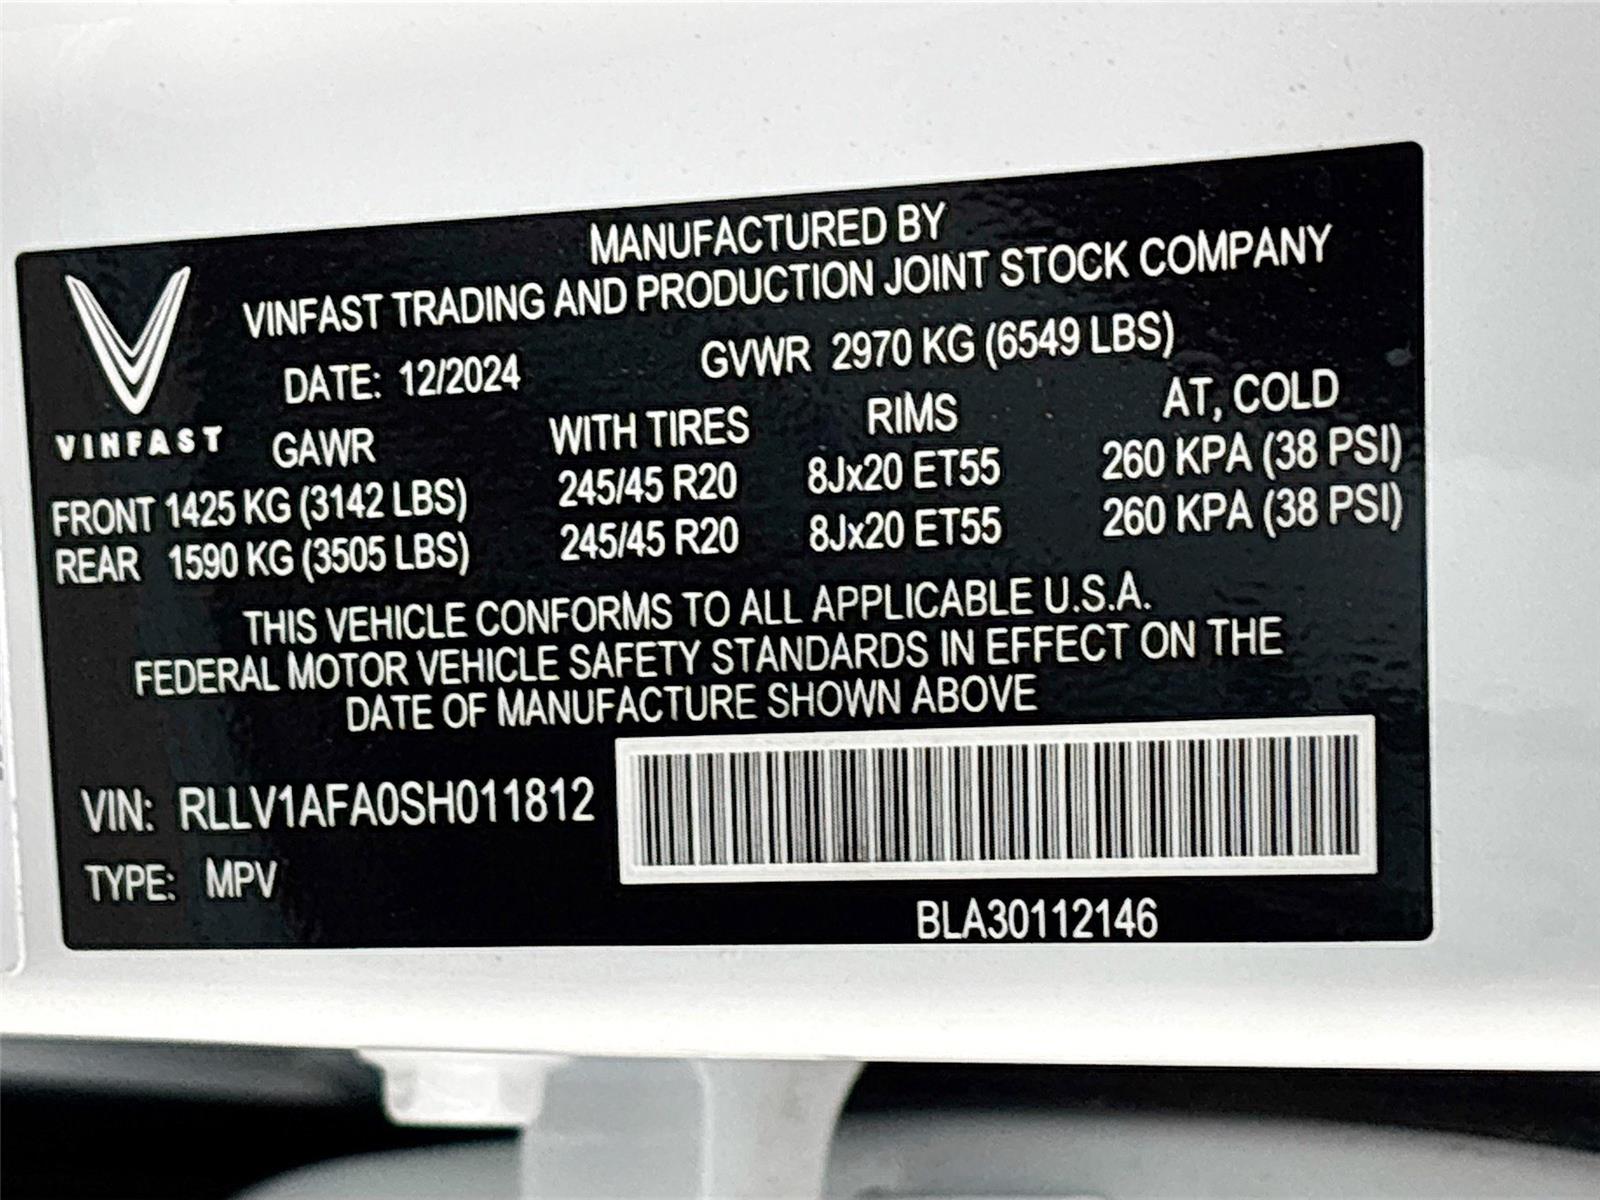 MANUFACTURED BY
VINFAST TRADING AND PRODUCTION JOINT STOCK COMPANY
VINFAST
DATE: 12/2024 GVWR 2970 KG (6549 LBS)
GAWR WITH TIRES RIMS AT, COLD
FRONT 1425 KG (3142 LBS) 245/45 R20 8Jx20 ET55 260 KPA (38 PSI)
REAR 1590 KG (3505 LBS) 245/45 R20 8Jx20 ET55 260 KPA (38 PSI)
THIS VEHICLE CONFORMS TO ALL APPLICABLE U.S.A.
FEDERAL MOTOR VEHICLE SAFETY STANDARDS IN EFFECT ON THE
DATE OF MANUFACTURE SHOWN ABOVE
VIN: RLLV1AFA0SH011812
TYPE: MPV
BLA30112146